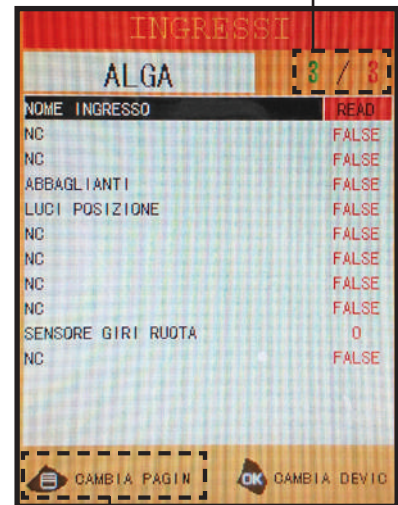 INGRESSI
ALGA 3 / 3
NOME INGRESSO READ
NC FALSE
NC FALSE
ABBAGLIANTI FALSE
LUCI POSIZIONE FALSE
NC FALSE
NC FALSE
NC FALSE
NC FALSE
SENSORE GIRI RUOTA 0
NC FALSE
CAMBIA PAGIN OK CAMBIA DEVIC